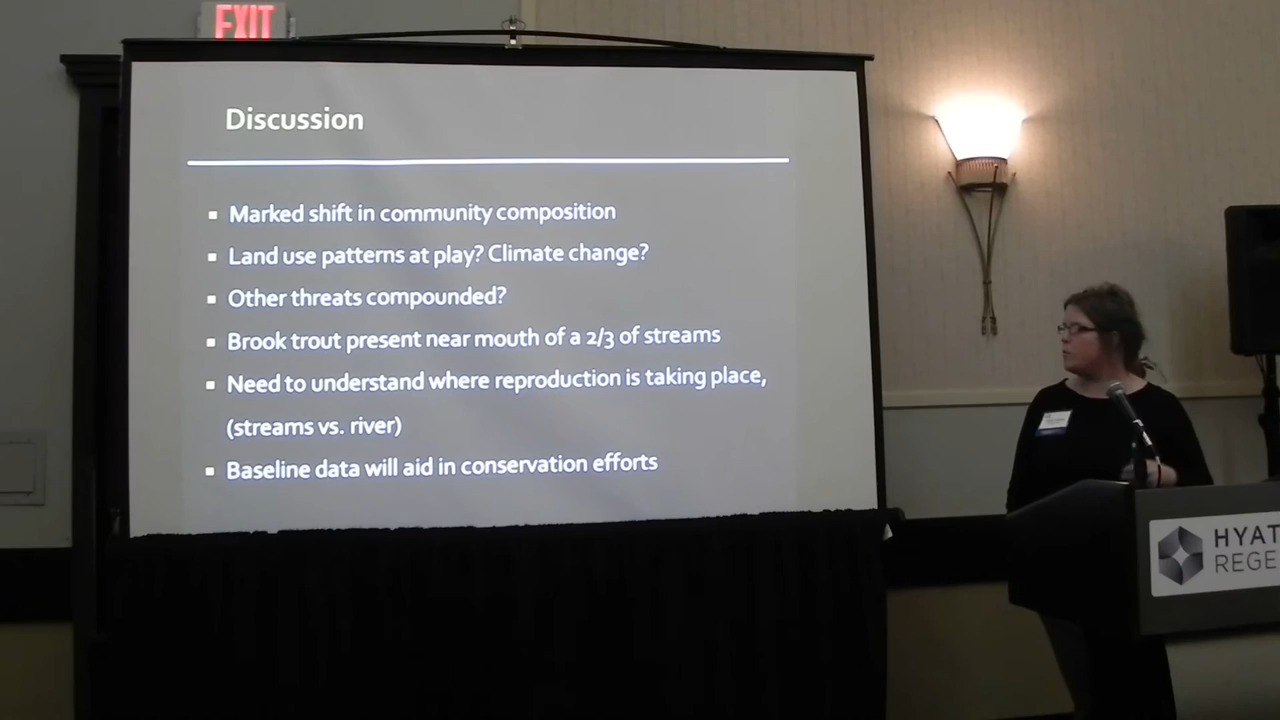 EXIT
Discussion
▪ Marked shift in community composition
▪ Land use patterns at play? Climate change?
▪ Other threats compounded?
▪ Brook trout present near mouth of a 2/3 of streams
▪ Need to understand where reproduction is taking place,
(streams vs. river)
▪ Baseline data will aid in conservation efforts
HYAT
REGE